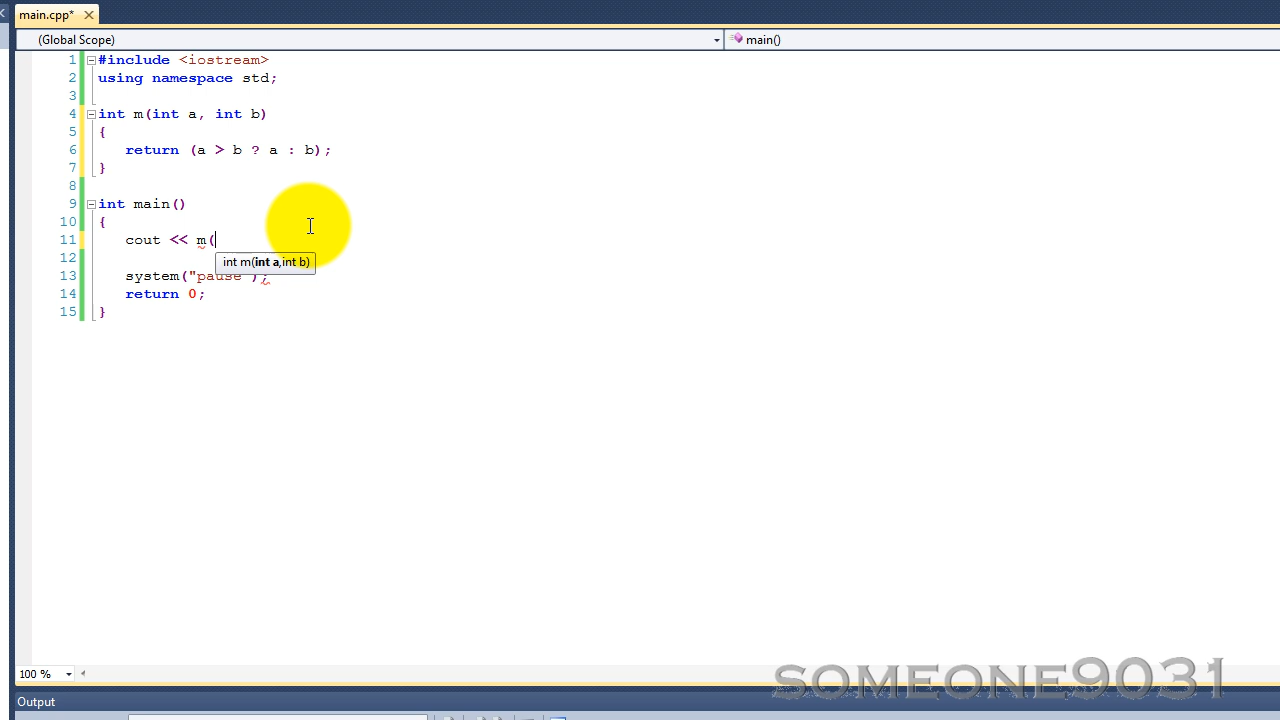 main.cpp*
(Global Scope) main()
1 #include <iostream>
2 using namespace std;
3
4 int m(int a, int b)
5 {
6 return (a > b ? a : b);
7 }
8
9 int main()
10 {
11 cout << m(
int m(int a,int b)
12
13 system("pause");
14 return 0;
15 }
100 %
SOMEONE9031
Output